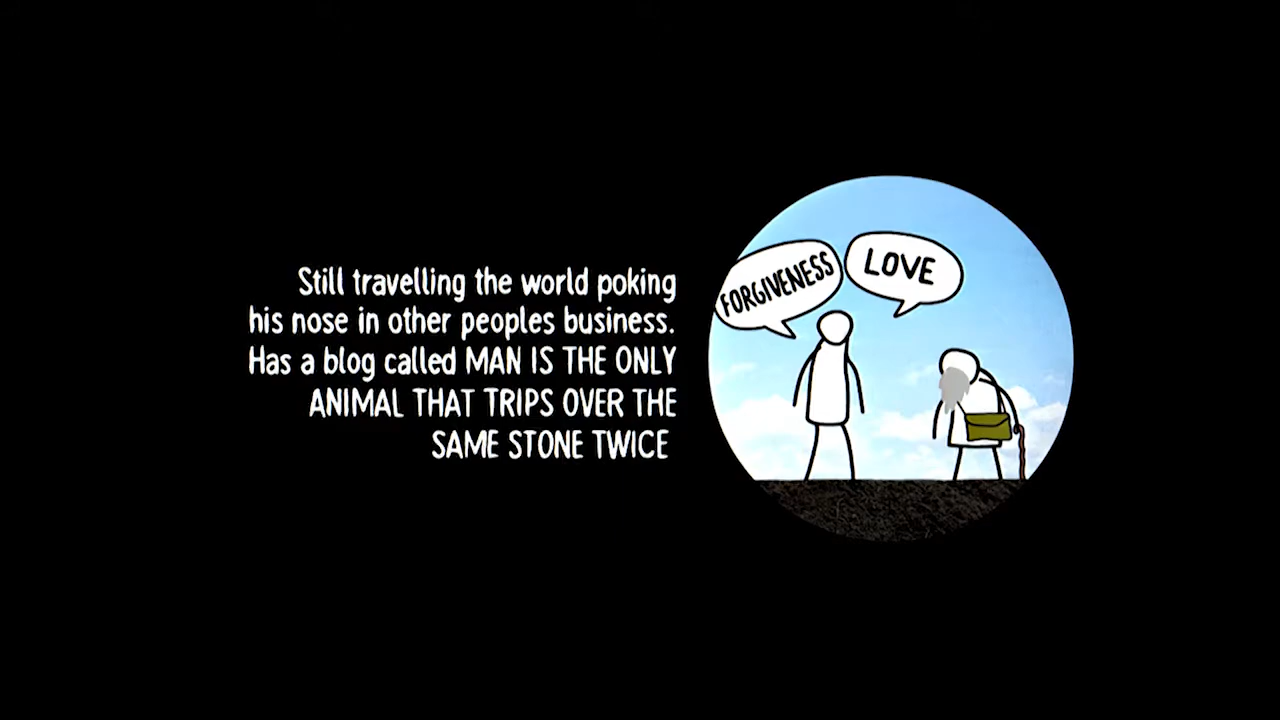 Still travelling the world poking
his nose in other peoples business.
Has a blog called MAN IS THE ONLY
ANIMAL THAT TRIPS OVER THE
SAME STONE TWICE
FORGIVENESS
LOVE